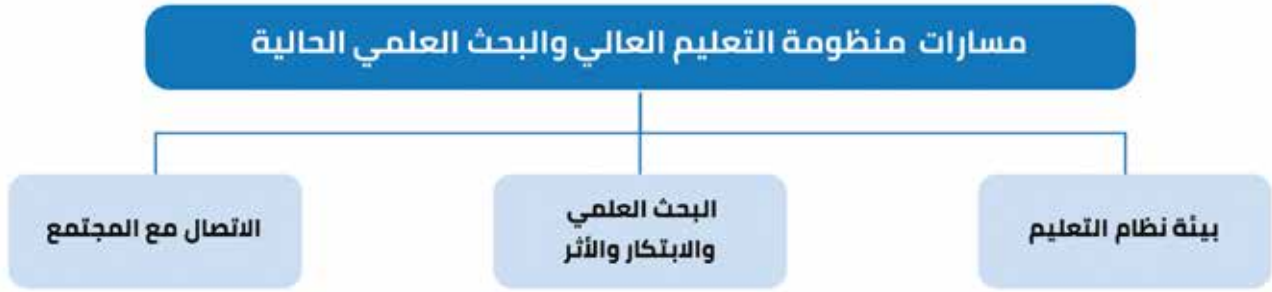 مسارات منظومة التعليم العالي والبحث العلمي الحالية
بيئة نظام التعليم
البحث العلمي
والابتكار والأثر
الاتصال مع المجتمع